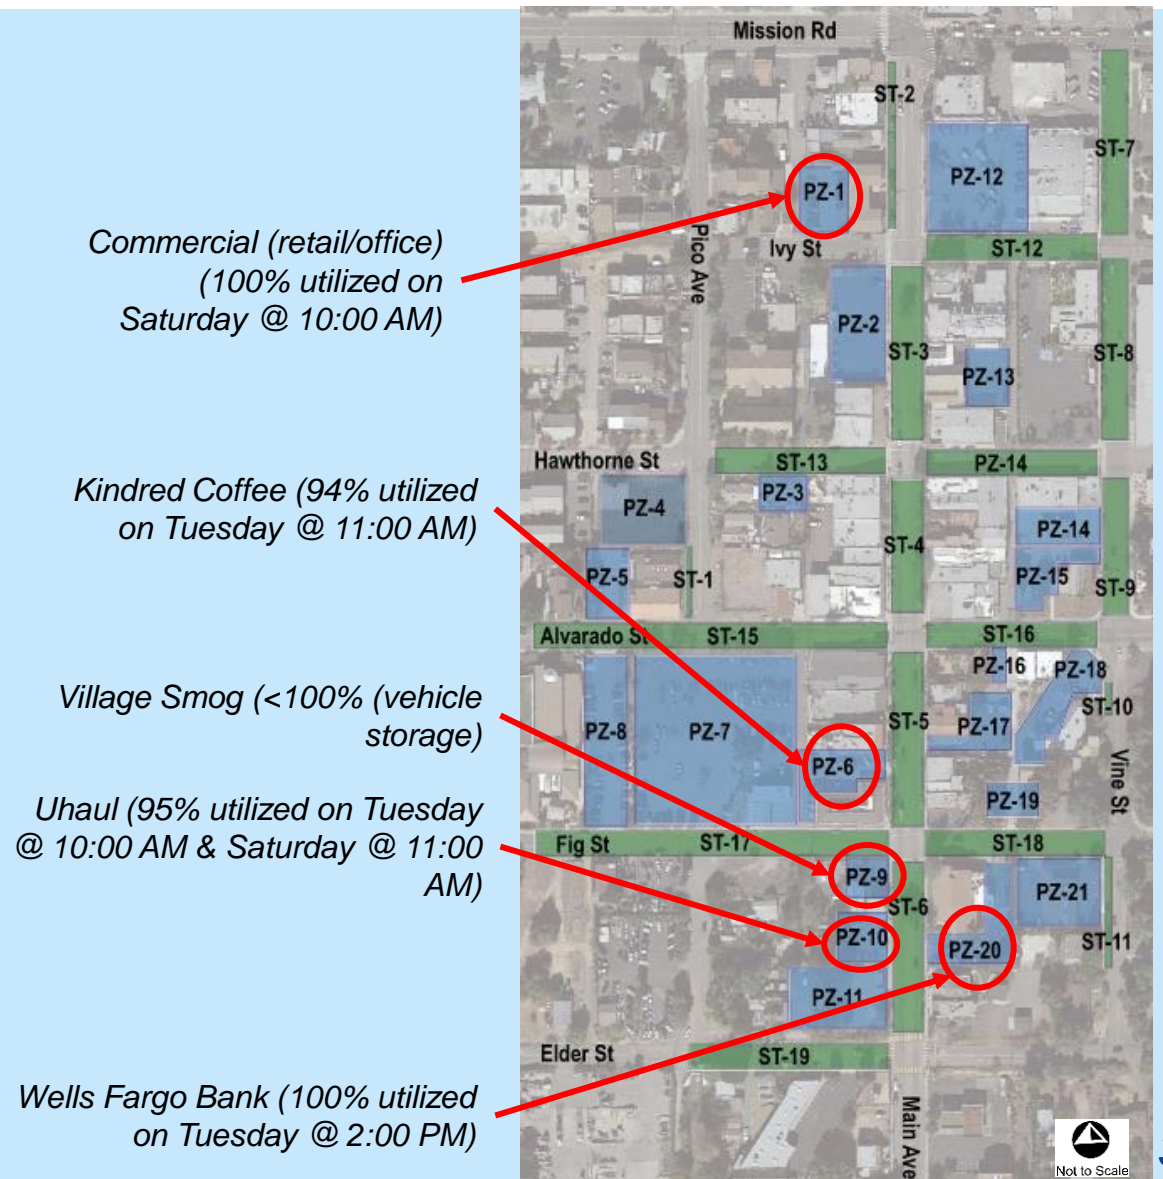 Mission Rd
ST-2
ST-7
PZ-1
PZ-12
Commercial (retail/office)
(100% utilized on
Saturday @ 10:00 AM)
Pico Ave
Ivy St
ST-12
PZ-2
ST-3
ST-8
PZ-13
Hawthorne St
ST-13
PZ-14
Kindred Coffee (94% utilized
on Tuesday @ 11:00 AM)
PZ-3
PZ-4
PZ-14
ST-4
PZ-5
ST-1
PZ-15
ST-9
Alvarado St
ST-15
ST-16
PZ-16
PZ-18
Village Smog (<100% (vehicle
storage)
ST-5
ST-10
PZ-8
PZ-7
PZ-17
PZ-6
Vine St
Uhaul (95% utilized on Tuesday
@ 10:00 AM & Saturday @ 11:00
AM)
PZ-19
Fig St
ST-17
ST-18
PZ-9
PZ-21
ST-6
PZ-10
PZ-20
ST-11
PZ-11
Elder St
ST-19
Wells Fargo Bank (100% utilized
on Tuesday @ 2:00 PM)
Main Ave
Not to Scale